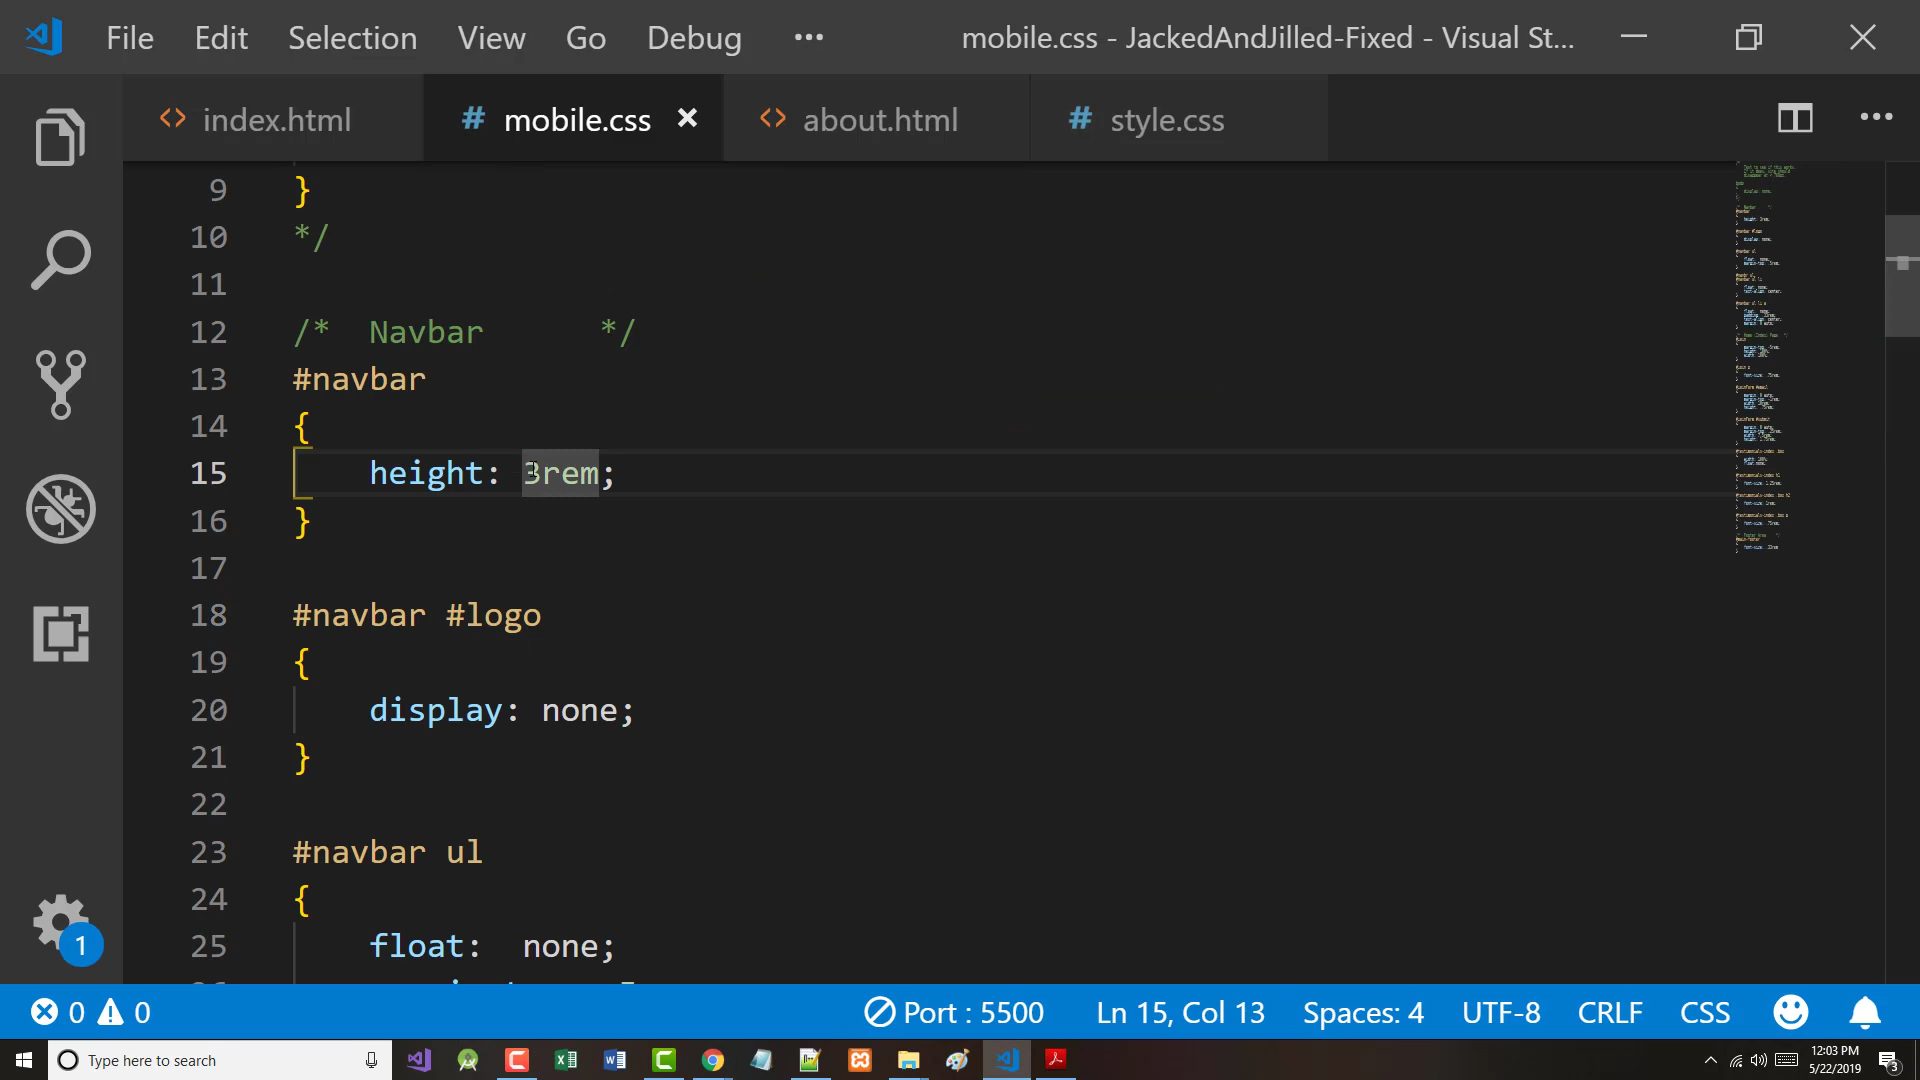 File Edit Selection View Go Debug ••• mobile.css - JackedAndJilled-Fixed - Visual St...
<> index.html # mobile.css <> about.html # style.css •••
9 }
10 */
11
12 /* Navbar */
13 #navbar
14 {
15 height: 3rem;
16 }
17
18 #navbar #logo
19 {
20 display: none;
21 }
22
23 #navbar ul
24 {
25 float: none;
1
0 0 Port : 5500 Ln 15, Col 13 Spaces: 4 UTF-8 CRLF CSS
Type here to search
12:03 PM
5/22/2019
3